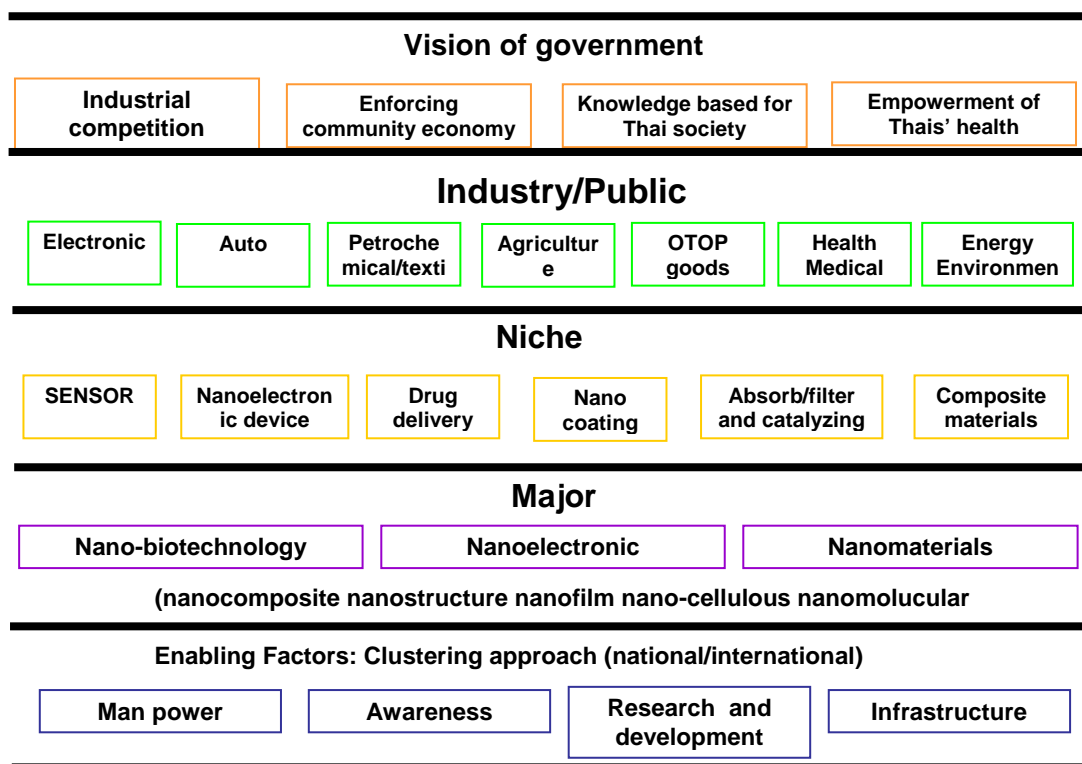 Vision of government
Industrial
competition
Enforcing
community economy
Knowledge based for
Thai society
Empowerment of
Thais’ health
Industry/Public
Electronic
Auto
Petroche
mical/texti
Agricultur
e
OTOP
goods
Health
Medical
Energy
Environmen
Niche
SENSOR
Nanoelectron
ic device
Drug
delivery
Nano
coating
Absorb/filter
and catalyzing
Composite
materials
Major
Nano-biotechnology
Nanoelectronic
Nanomaterials
(nanocomposite nanostructure nanofilm nano-cellulous nanomolucular
Enabling Factors: Clustering approach (national/international)
Man power
Awareness
Research and
development
Infrastructure